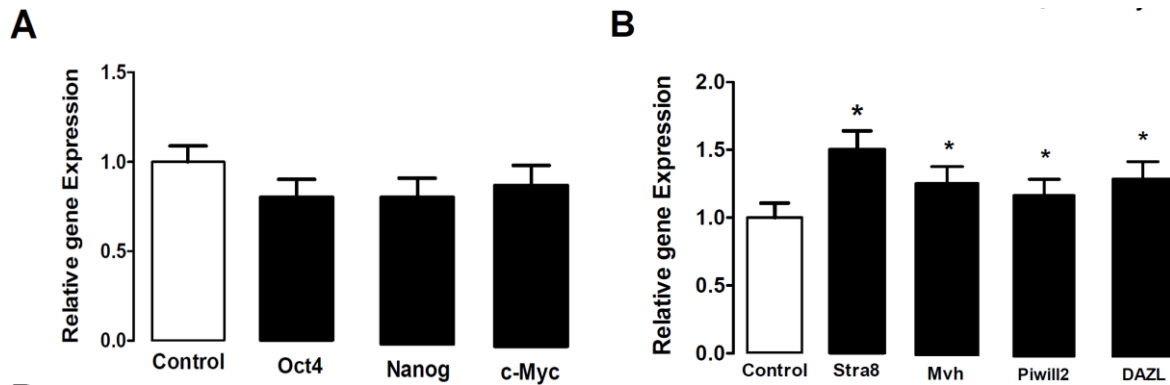 A
Relative gene Expression
1.5
1.0
0.5
0.0
Control Oct4 Nanog c-Myc
B
Relative gene Expression
2.0
1.5
1.0
0.5
0.0
* * * *
Control Stra8 Mvh Piwill2 DAZL